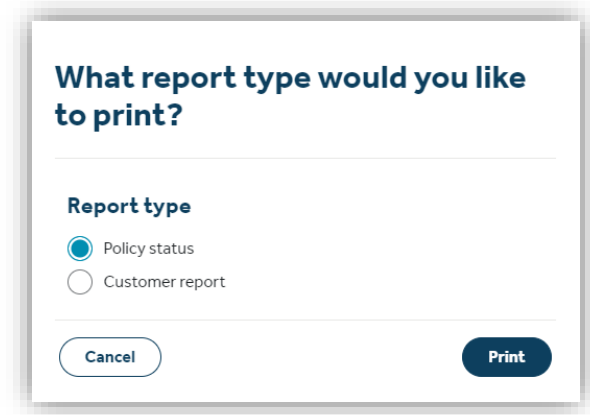 What report type would you like
to print?
Report type
Policy status
Customer report
Cancel
Print